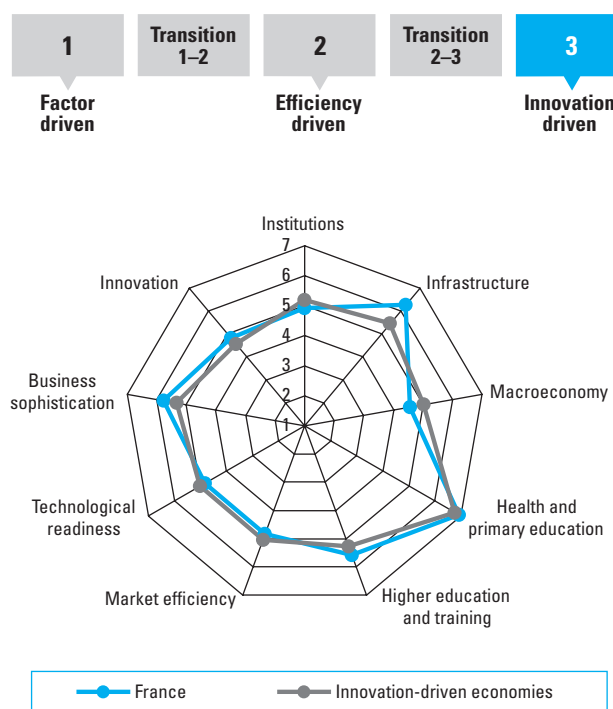 1
Transition
1–2
2
Transition
2–3
3
Factor
driven
Efficiency
driven
Innovation
driven
Institutions
7
6
5
4
3
2
1
Innovation
Infrastructure
Business
sophistication
Macroeconomy
Technological
readiness
Health and
primary education
Market efficiency
Higher education
and training
France
Innovation-driven economies